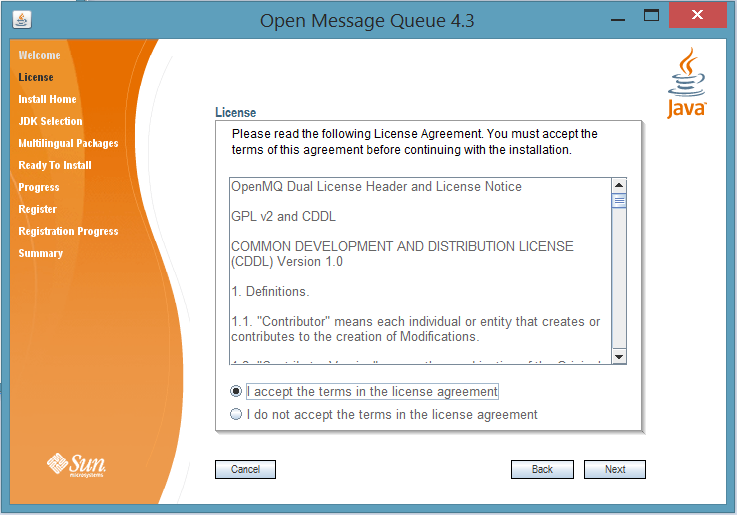 Open Message Queue 4.3
Welcome
License
Install Home
JDK Selection
Multilingual Packages
Ready To Install
Progress
Register
Registration Progress
Summary
Sun
microsystems
Java
License
Please read the following License Agreement. You must accept the
terms of this agreement before continuing with the installation.
OpenMQ Dual License Header and License Notice
GPL v2 and CDDL
COMMON DEVELOPMENT AND DISTRIBUTION LICENSE
(CDDL) Version 1.0
1. Definitions.
1.1. "Contributor" means each individual or entity that creates or
contributes to the creation of Modifications.
I accept the terms in the license agreement
I do not accept the terms in the license agreement
Cancel
Back
Next